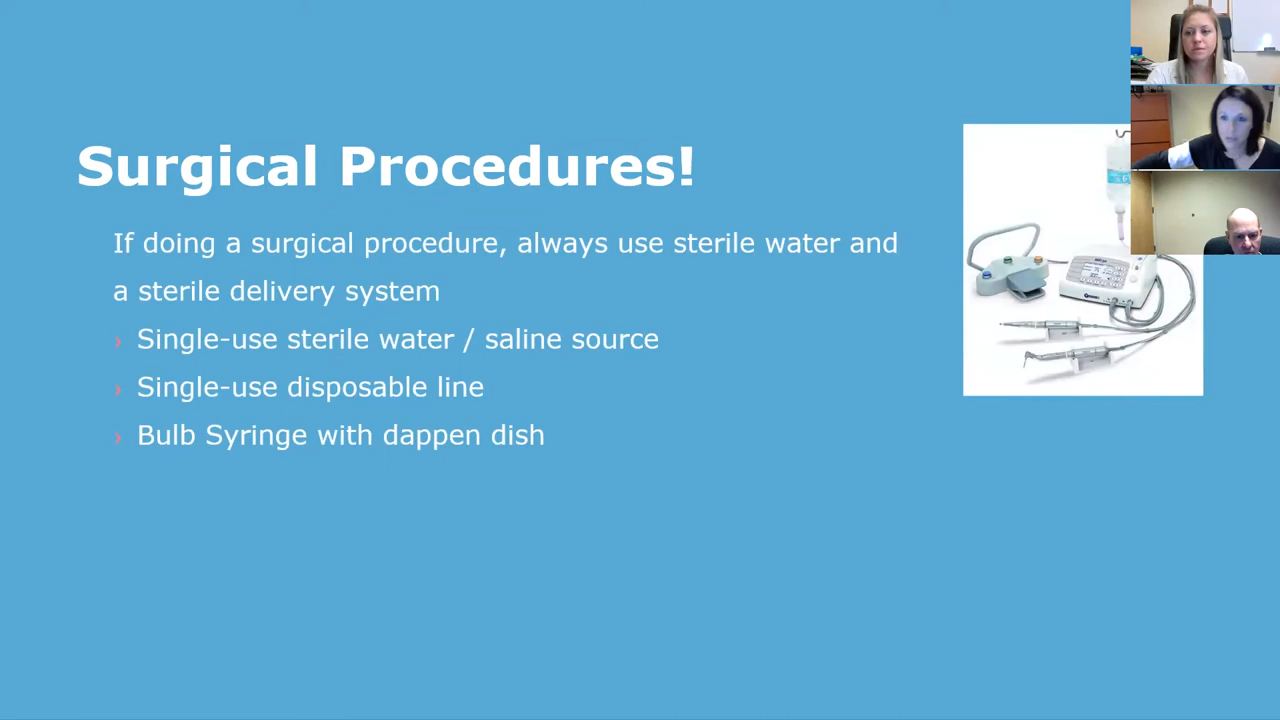 Surgical Procedures!
If doing a surgical procedure, always use sterile water and
a sterile delivery system
› Single-use sterile water / saline source
› Single-use disposable line
› Bulb Syringe with dappen dish